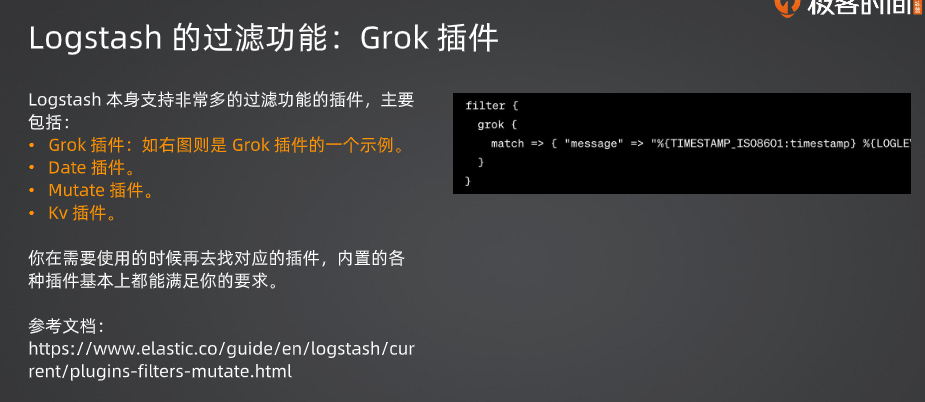 极客时间
Logstash 的过滤功能：Grok 插件
Logstash 本身支持非常多的过滤功能的插件，主要
包括：
• Grok 插件：如右图则是 Grok 插件的一个示例。
• Date 插件。
• Mutate 插件。
• Kv 插件。
你在需要使用的时候再去找对应的插件，内置的各
种插件基本上都能满足你的要求。
参考文档：
https://www.elastic.co/guide/en/logstash/cur
rent/plugins-filters-mutate.html
filter {
grok {
match => { "message" => "%{TIMESTAMP_ISO8601:timestamp} %{LOGLEV
}
}